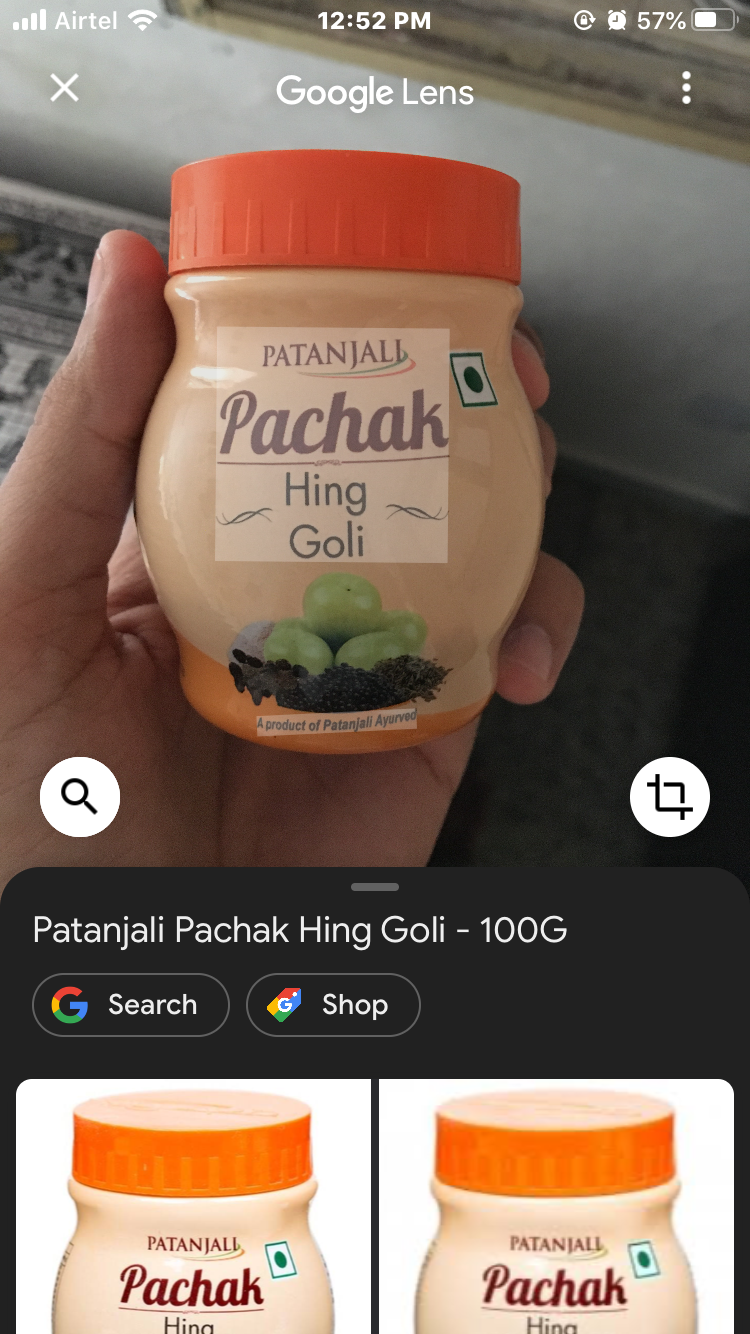 Airtel 12:52 PM 57%
Google Lens
PATANJALI
Pachak
Hing
Goli
A product of Patanjali Ayurved
Patanjali Pachak Hing Goli - 100G
G Search G Shop
PATANJALI PATANJALI
Pachak Pachak
Hing Hing